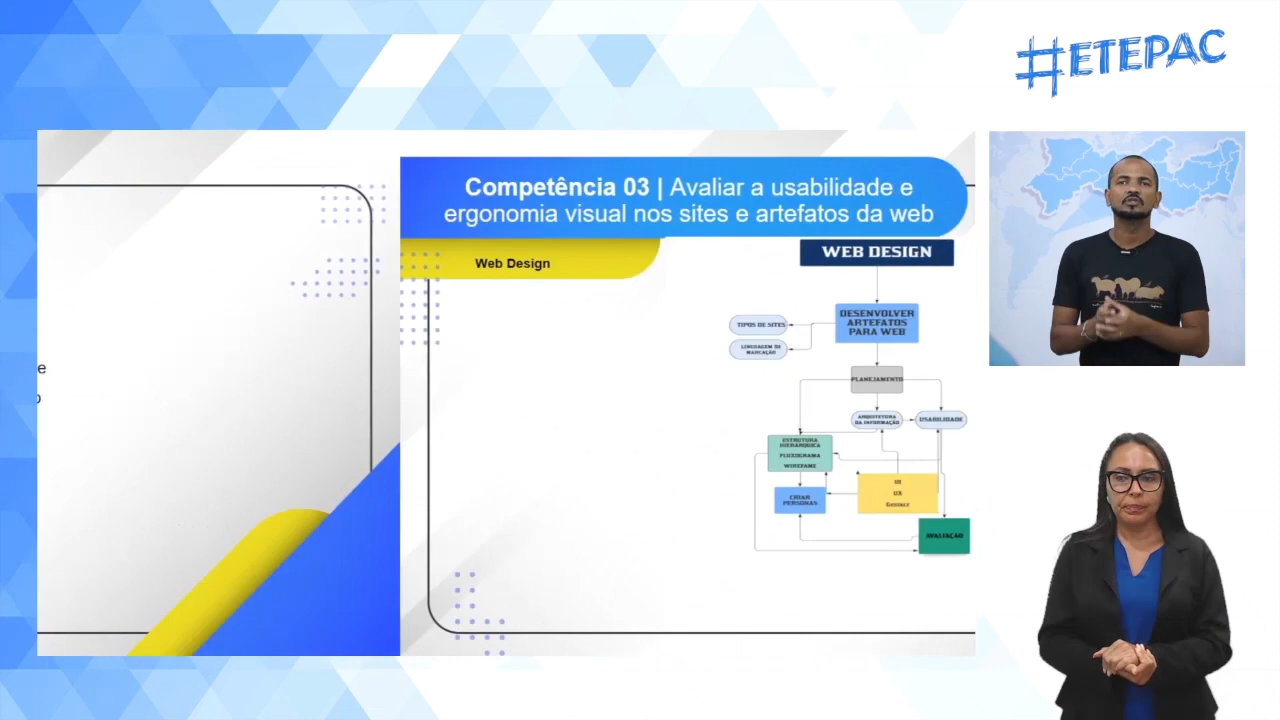 #ETEPAC
Competência 03 | Avaliar a usabilidade e
ergonomia visual nos sites e artefatos da web
Web Design
WEB DESIGN
DESENVOLVER
ARTEFATOS
PARA WEB
TIPOS DE SITES
LINGUAGEM DE
MARCAÇÃO
PLANEJAMENTO
ARQUITETURA
DA INFORMAÇÃO
USABILIDADE
ESTRUTURA
HIERÁRQUICA
FLUXOGRAMA
WIREFAME
UI
UX
CRIAR
PERSONAS
AVALIAÇÃO
e